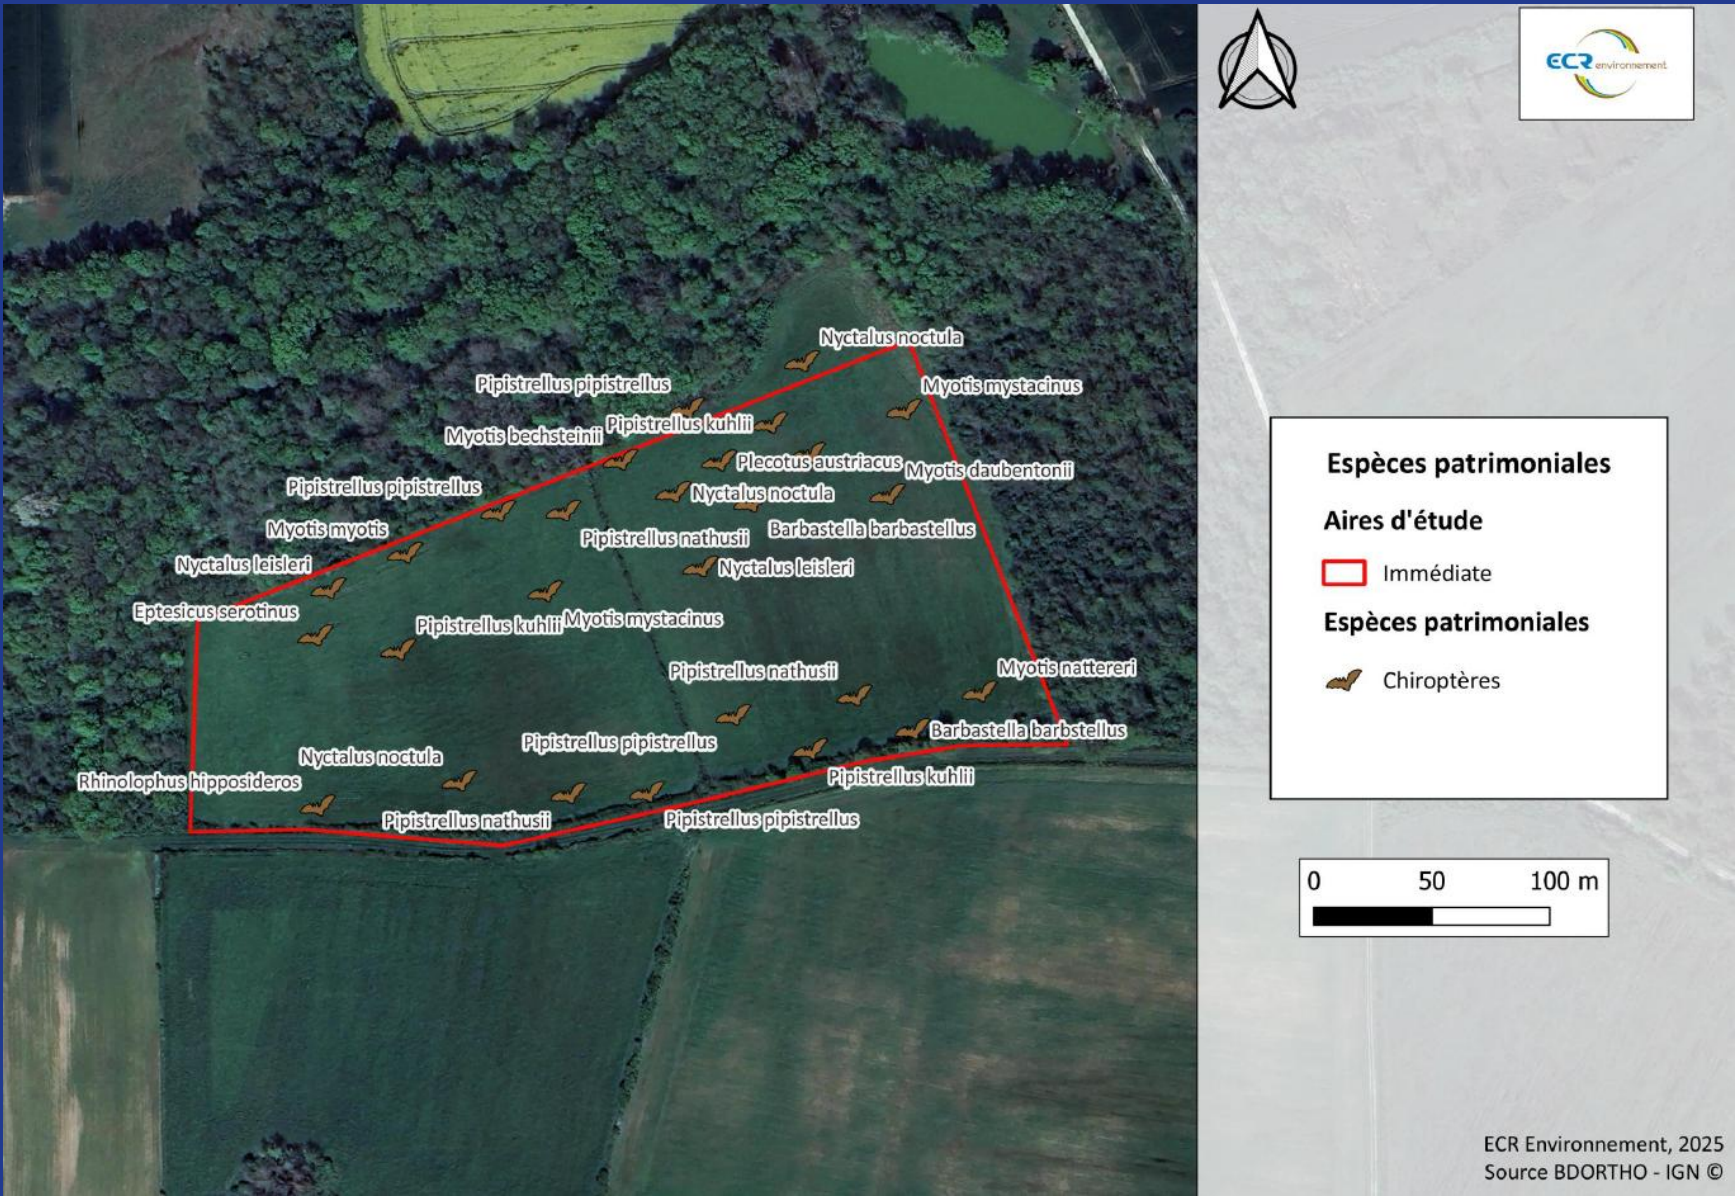 ECR environnement
Nyctalus noctula
Pipistrellus pipistrellus
Myotis mystacinus
Pipistrellus kuhlii
Myotis bechsteinii
Plecotus austriacus
Myotis daubentonii
Pipistrellus pipistrellus
Nyctalus noctula
Myotis myotis
Barbastella barbastellus
Pipistrellus nathusii
Nyctalus leisleri
Nyctalus leisleri
Eptesicus serotinus
Myotis mystacinus
Pipistrellus kuhlii
Myotis nattereri
Pipistrellus nathusii
Barbastella barbstellus
Pipistrellus pipistrellus
Nyctalus noctula
Pipistrellus kuhlii
Rhinolophus hipposideros
Pipistrellus nathusii
Pipistrellus pipistrellus
Espèces patrimoniales
Aires d'étude
Immédiate
Espèces patrimoniales
Chiroptères
0 50 100 m
ECR Environnement, 2025
Source BDORTHO - IGN ©